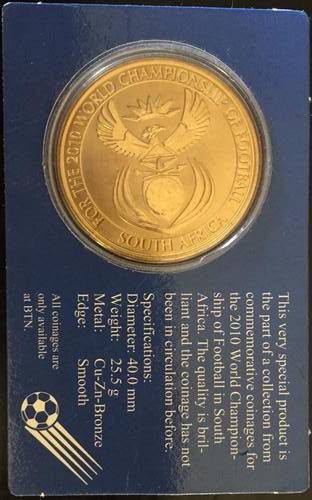 FOR THE 2010 WORLD CHAMPIONSHIP OF FOOTBALL
SOUTH AFRICA
This very special product is
the part of a collection from
commemorative coinages for
the 2010 World Champion-
ship of Football in South
Africa. The quality is bril-
liant and the coinage has not
been in circulation before.
Specifications:
Diameter: 40.0 mm
Weight: 25.5 g
Metal: Cu-Zn-Bronze
Edge: Smooth
All coinages are
only available
at BTN.